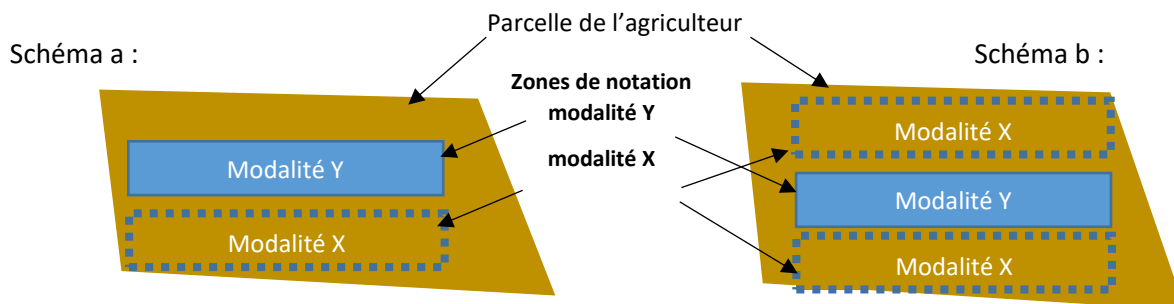 Parcelle de l’agriculteur
Schéma a :
Schéma b :
Zones de notation
modalité Y
modalité X
Modalité Y
Modalité X
Modalité X
Modalité Y
Modalité X